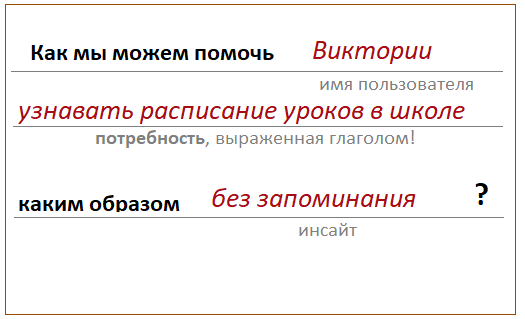 Как мы можем помочь Виктории
имя пользователя
узнавать расписание уроков в школе
потребность, выраженная глаголом!
каким образом без запоминания ?
инсайт